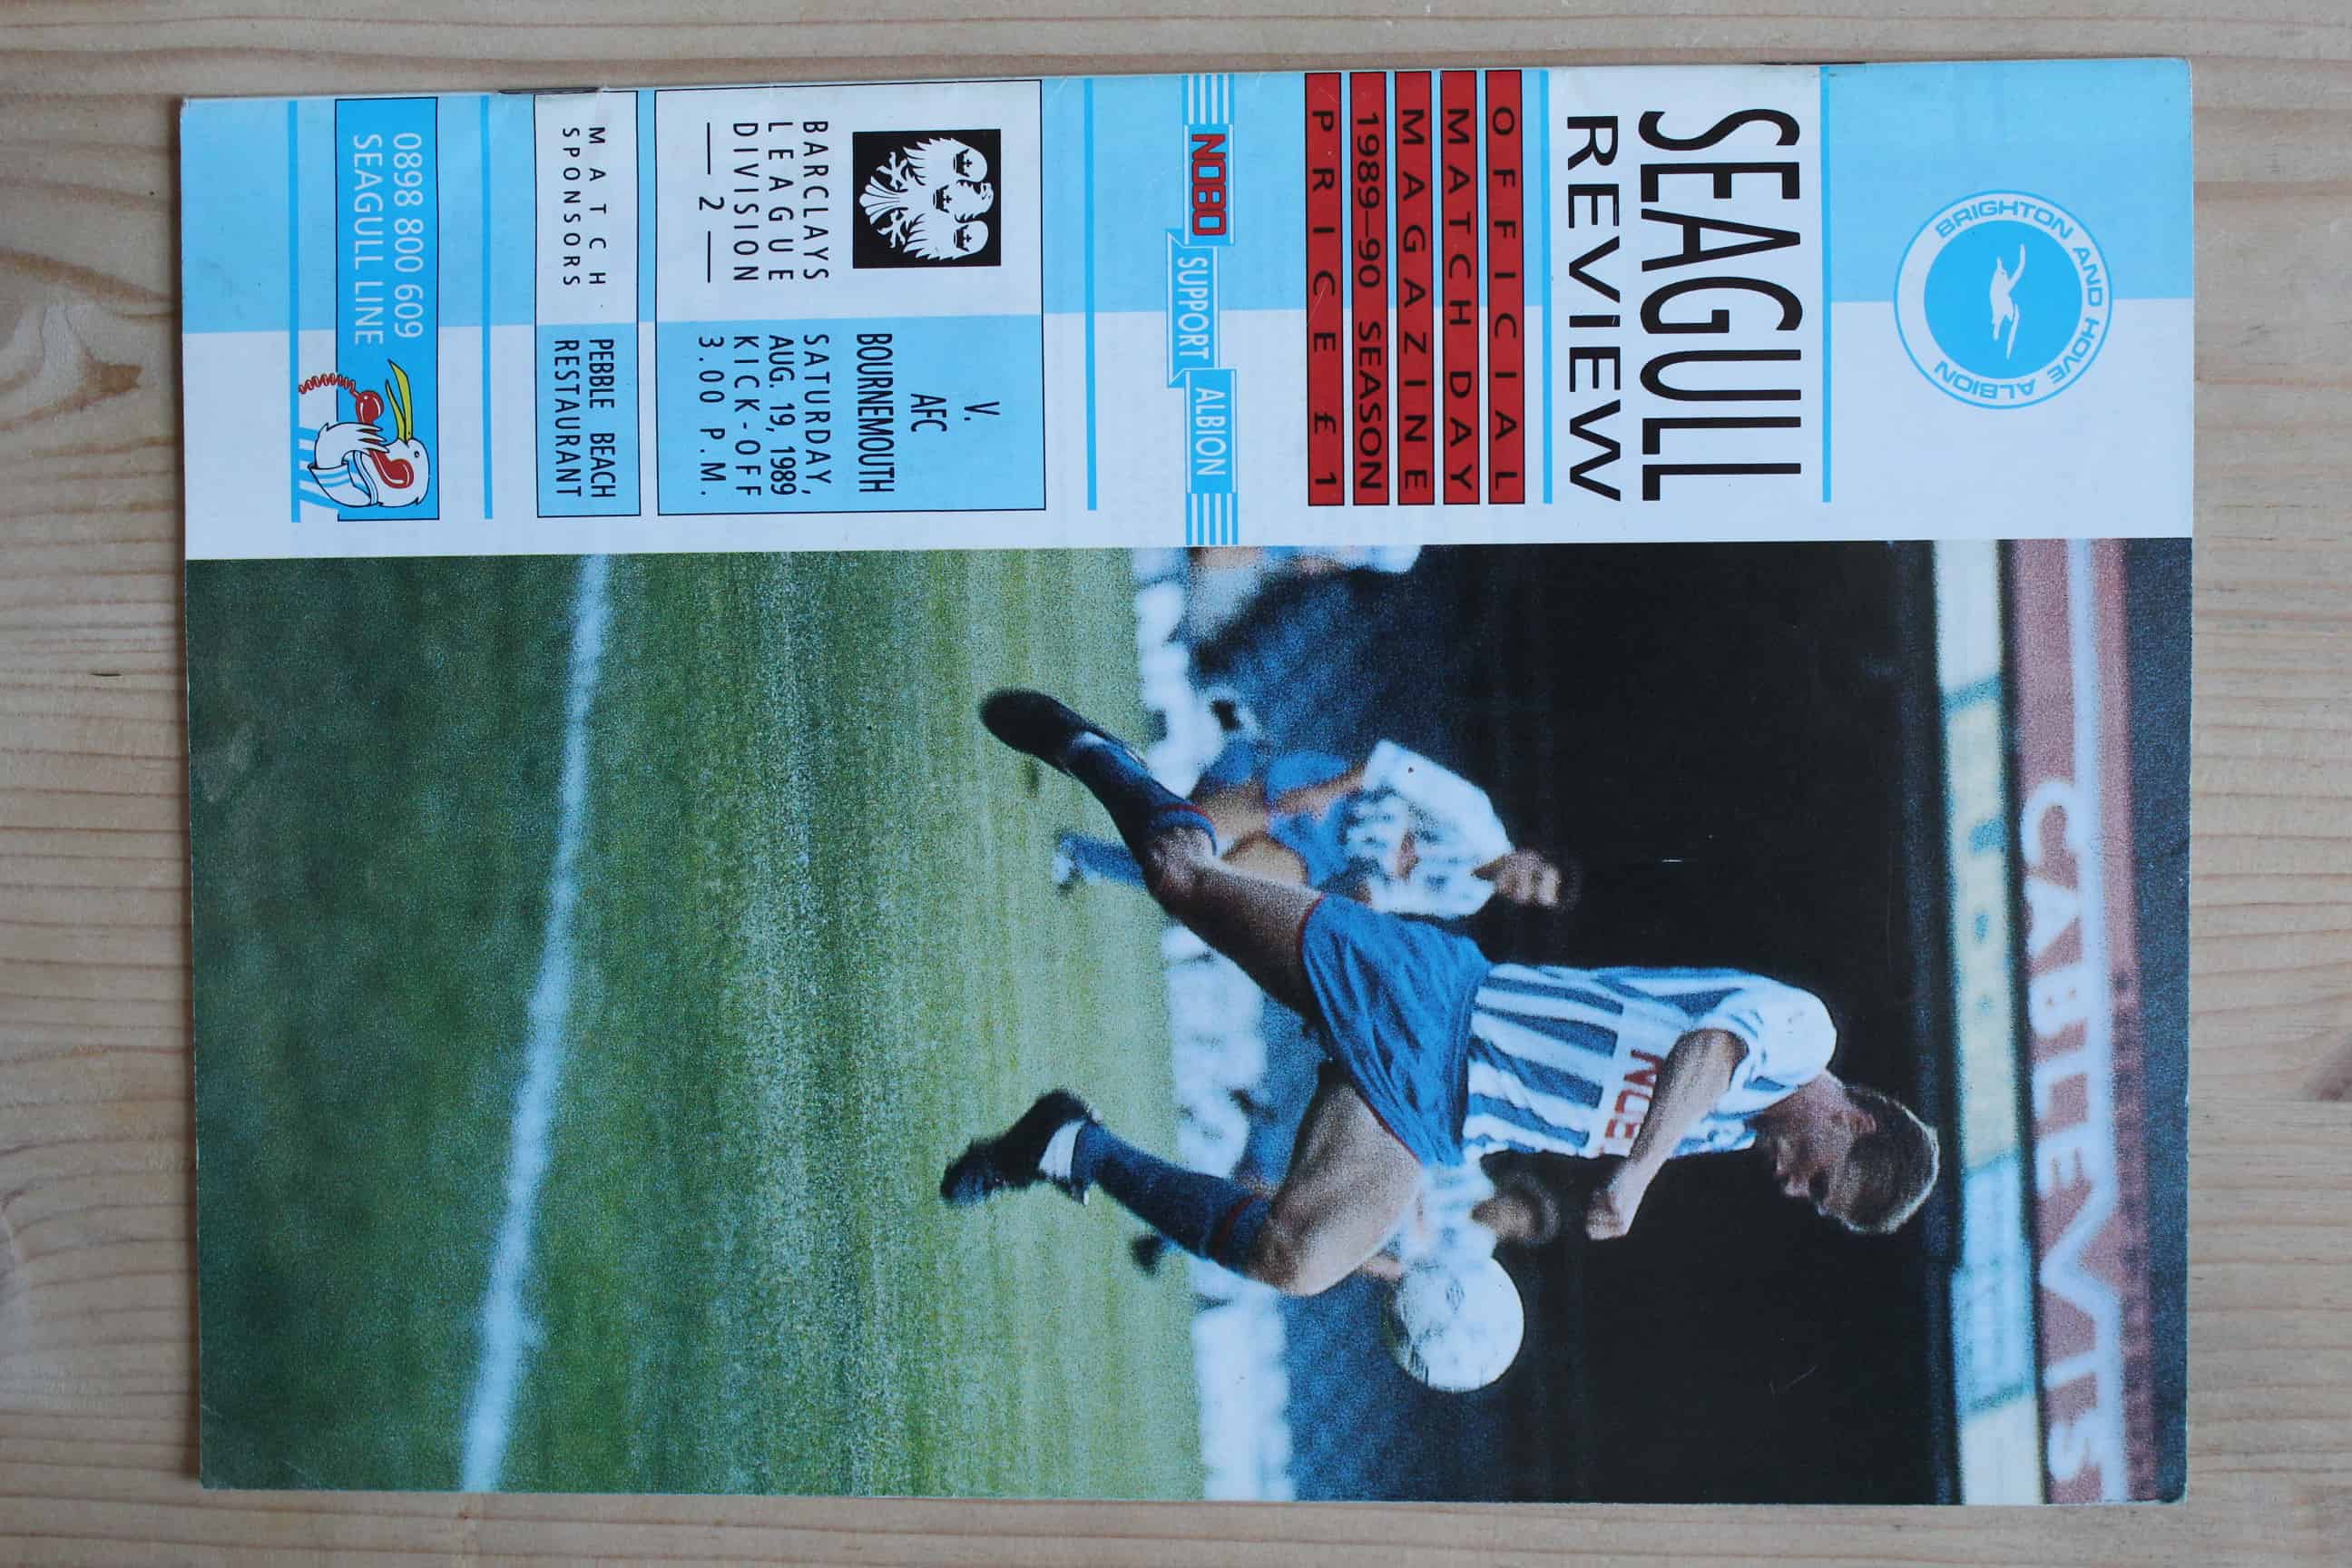 BRIGHTON AND HOVE ALBION
SEAGULL
REVIEW
OFFICIAL
MATCH DAY
MAGAZINE
1989-90 SEASON
PRICE £1
NOBO SUPPORT ALBION
V.
AFC
BOURNEMOUTH
BARCLAYS
LEAGUE
DIVISION
— 2 —
SATURDAY,
AUG. 19, 1989
KICK-OFF
3.00 P.M.
MATCH
SPONSORS
PEBBLE BEACH
RESTAURANT
0898 800 609
SEAGULL LINE
CABLEVIS